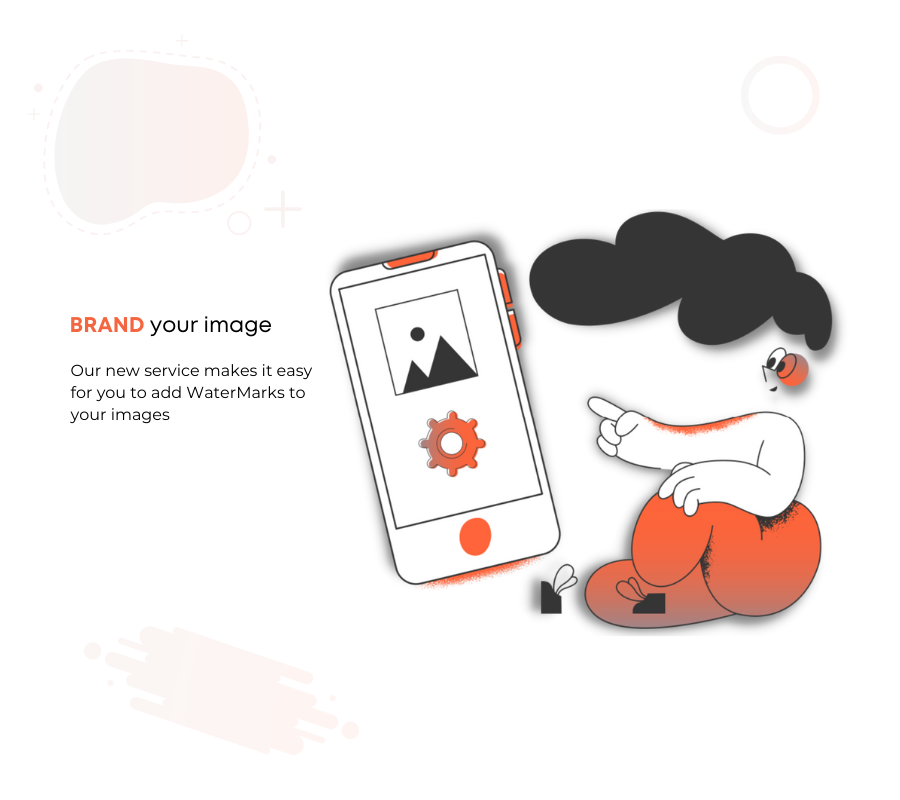 BRAND your image
Our new service makes it easy
for you to add WaterMarks to
your images